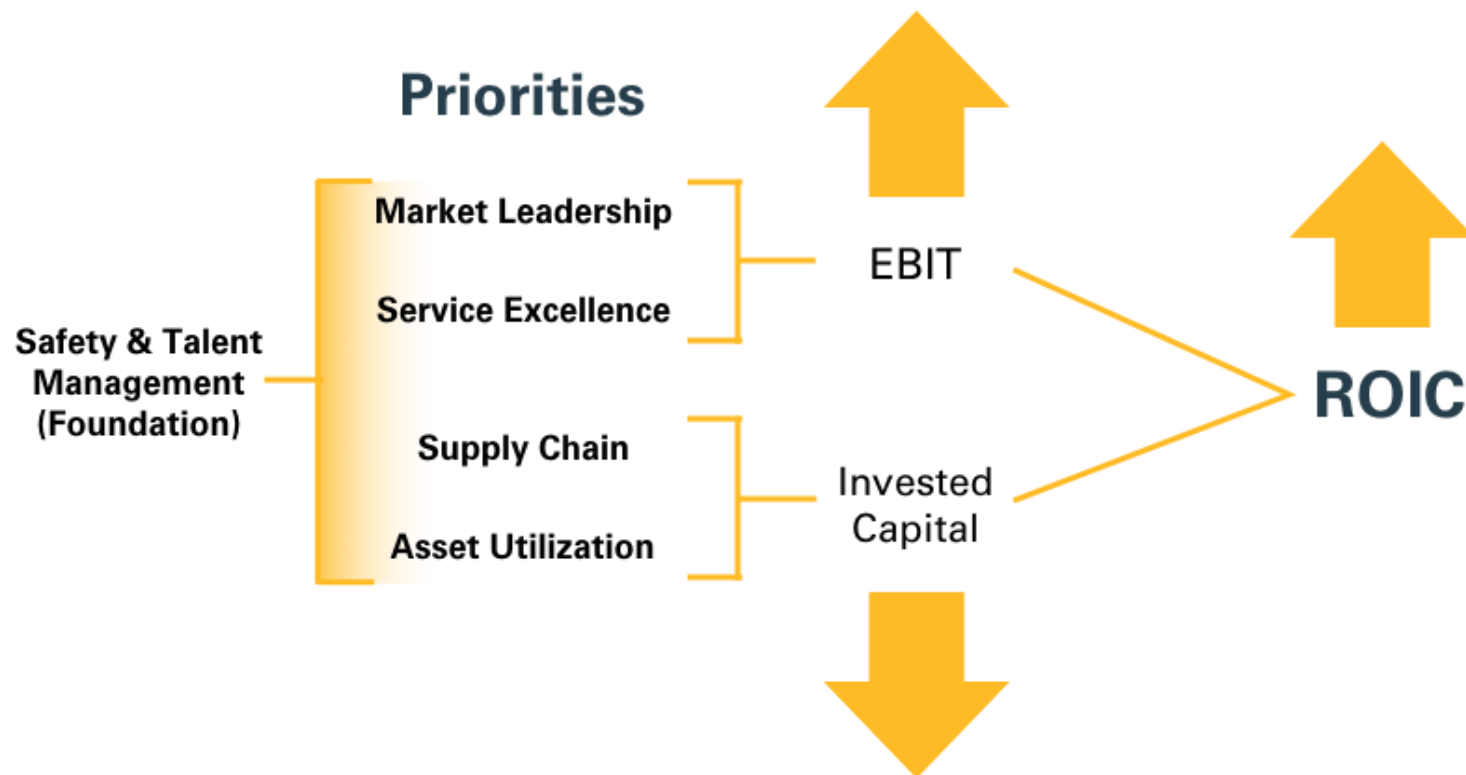 Priorities
Market Leadership
Service Excellence
Safety & Talent
Management
(Foundation)
Supply Chain
Asset Utilization
EBIT
Invested
Capital
ROIC